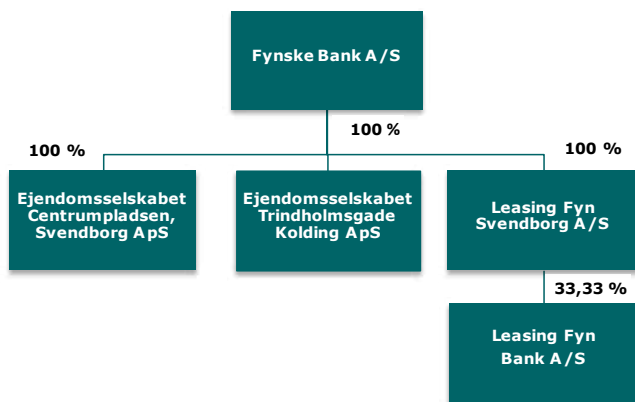 Fynske Bank A/S
100 %
100 %
100 %
Ejendomsselskabet
Centrumpladsen,
Svendborg ApS
Ejendomsselskabet
Trindholmsgade
Kolding ApS
Leasing Fyn
Svendborg A/S
33,33 %
Leasing Fyn
Bank A/S